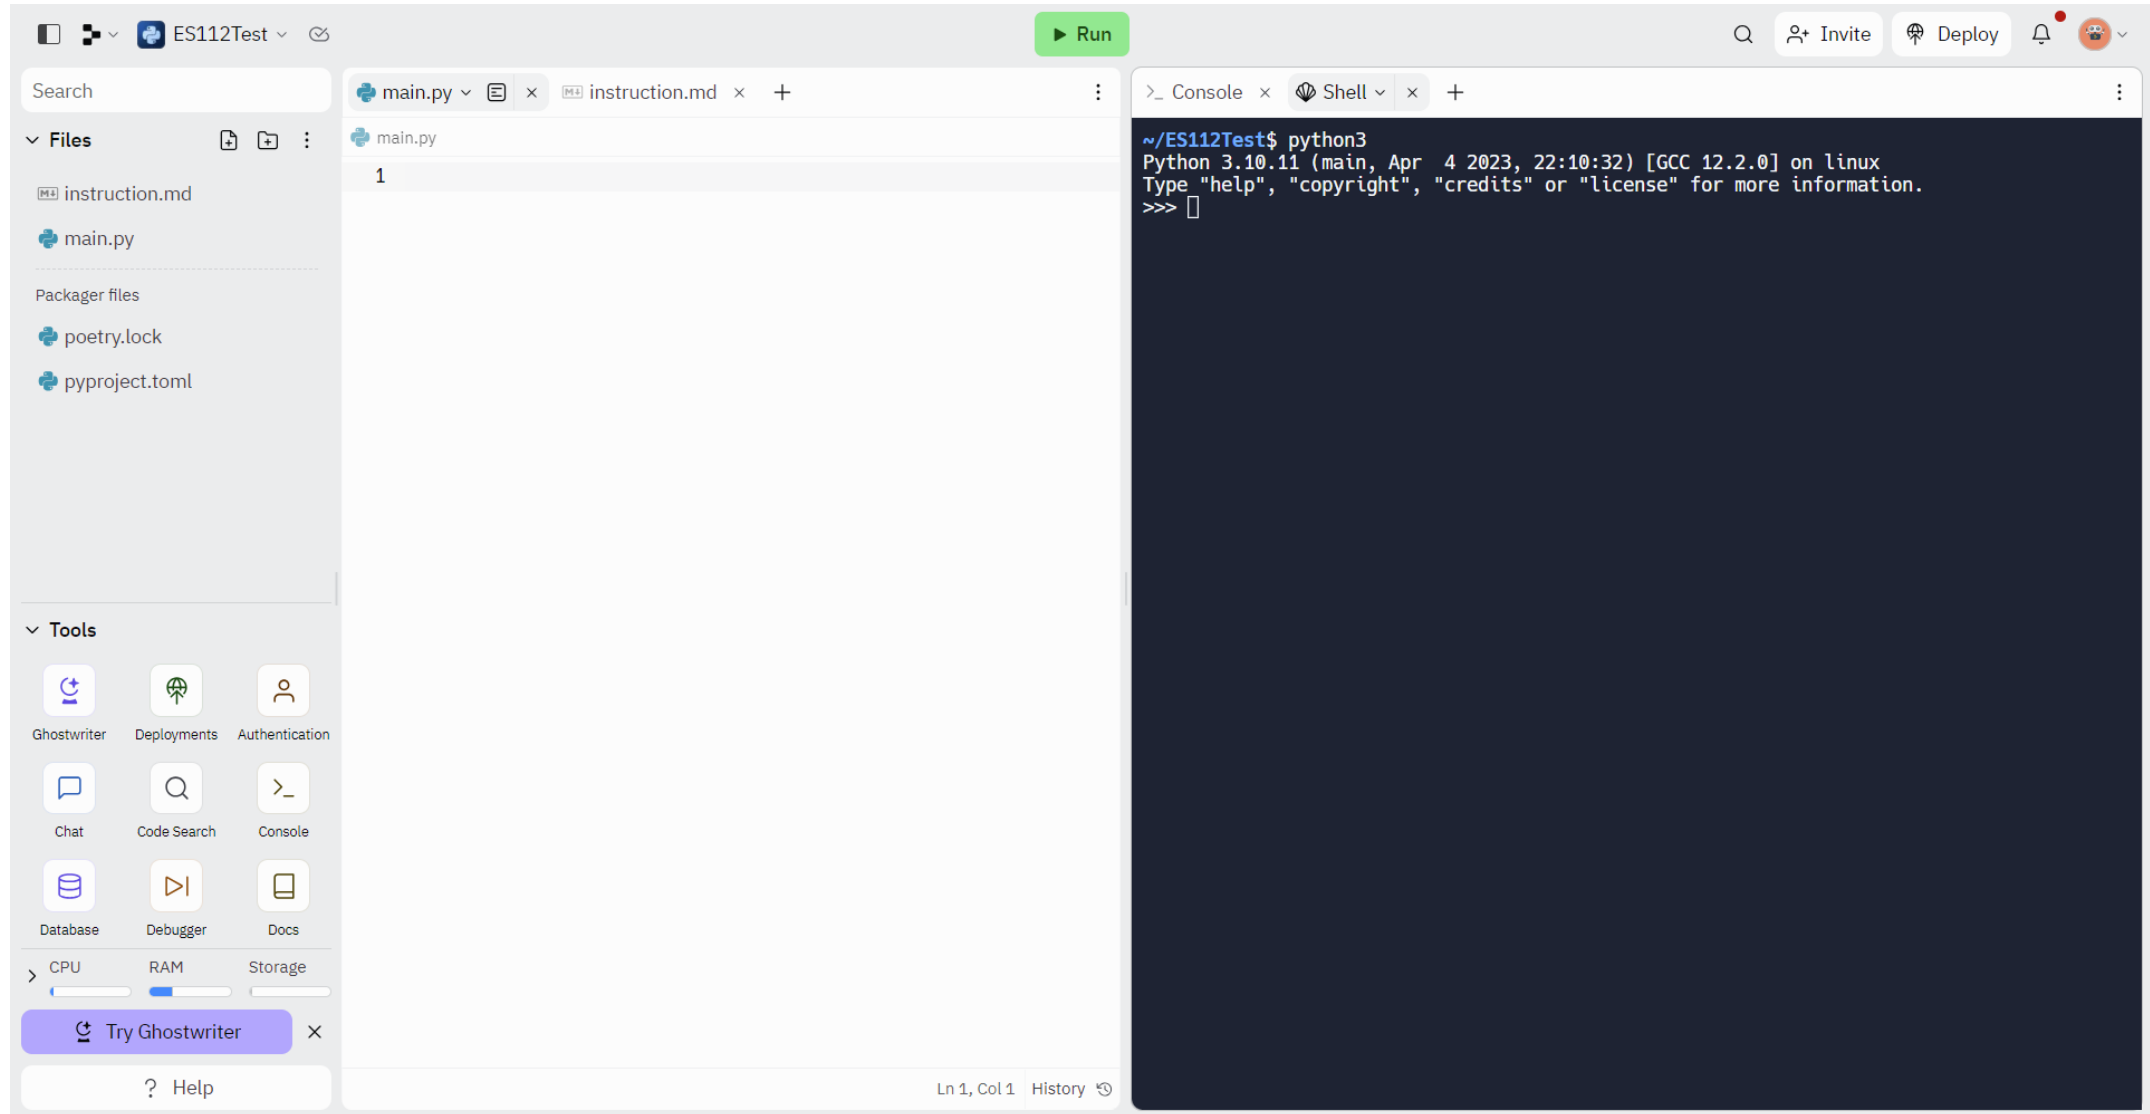 ES112Test
Run
Invite
Deploy
Search
Files
instruction.md
main.py
Packager files
poetry.lock
pyproject.toml
Tools
Ghostwriter Deployments Authentication
Chat Code Search Console
Database Debugger Docs
CPU RAM Storage
Try Ghostwriter
? Help
main.py instruction.md
main.py
1
Ln 1, Col 1 History
>_ Console Shell
~/ES112Test$ python3
Python 3.10.11 (main, Apr  4 2023, 22:10:32) [GCC 12.2.0] on linux
Type "help", "copyright", "credits" or "license" for more information.
>>>